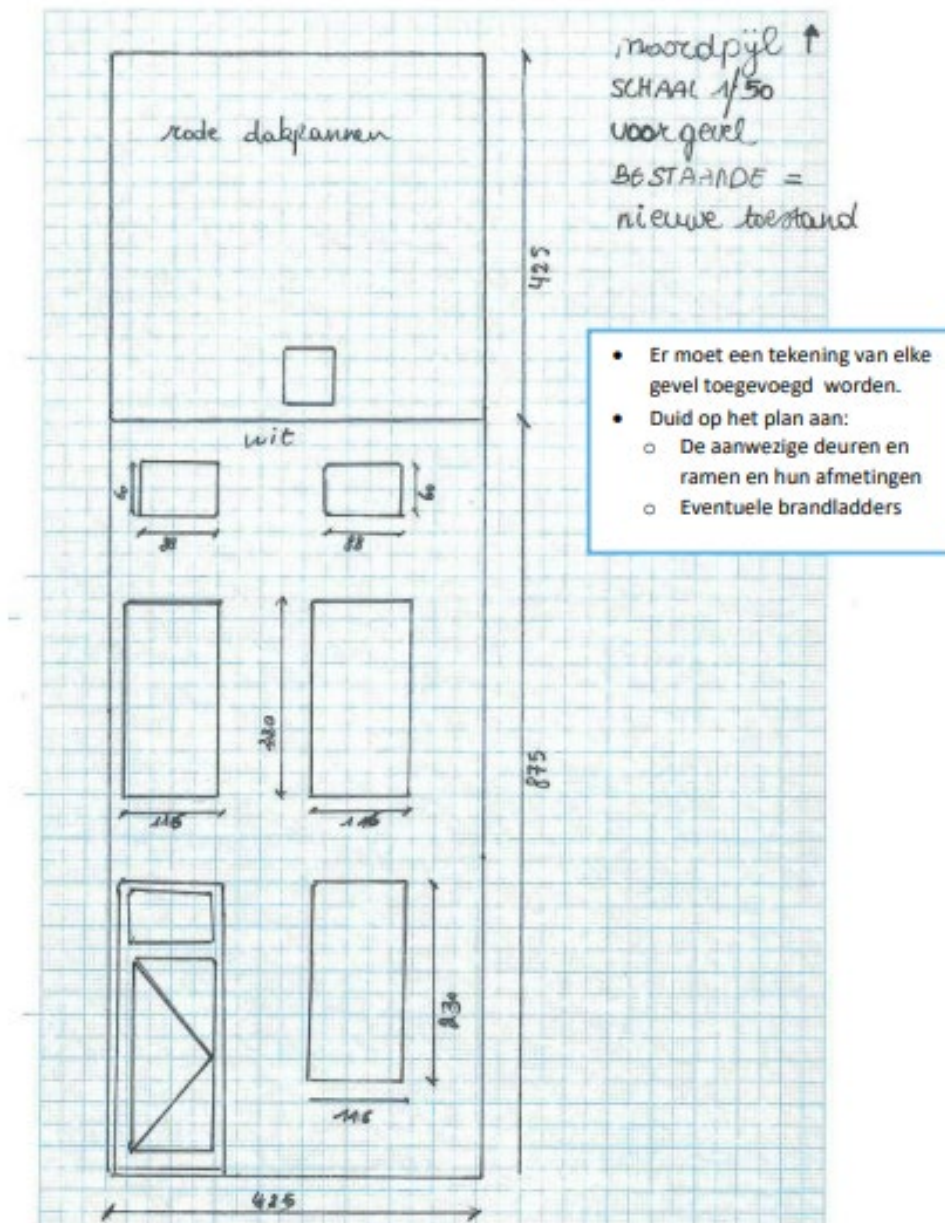 noordpijl ↑
SCHAAL 1/50
voorgevel
BESTAANDE =
nieuwe toestand
rode dakpannen
425
• Er moet een tekening van elke
gevel toegevoegd worden.
• Duid op het plan aan:
o De aanwezige deuren en
ramen en hun afmetingen
o Eventuele brandladders
wit
60
60
88
88
220
875
116
116
230
116
425